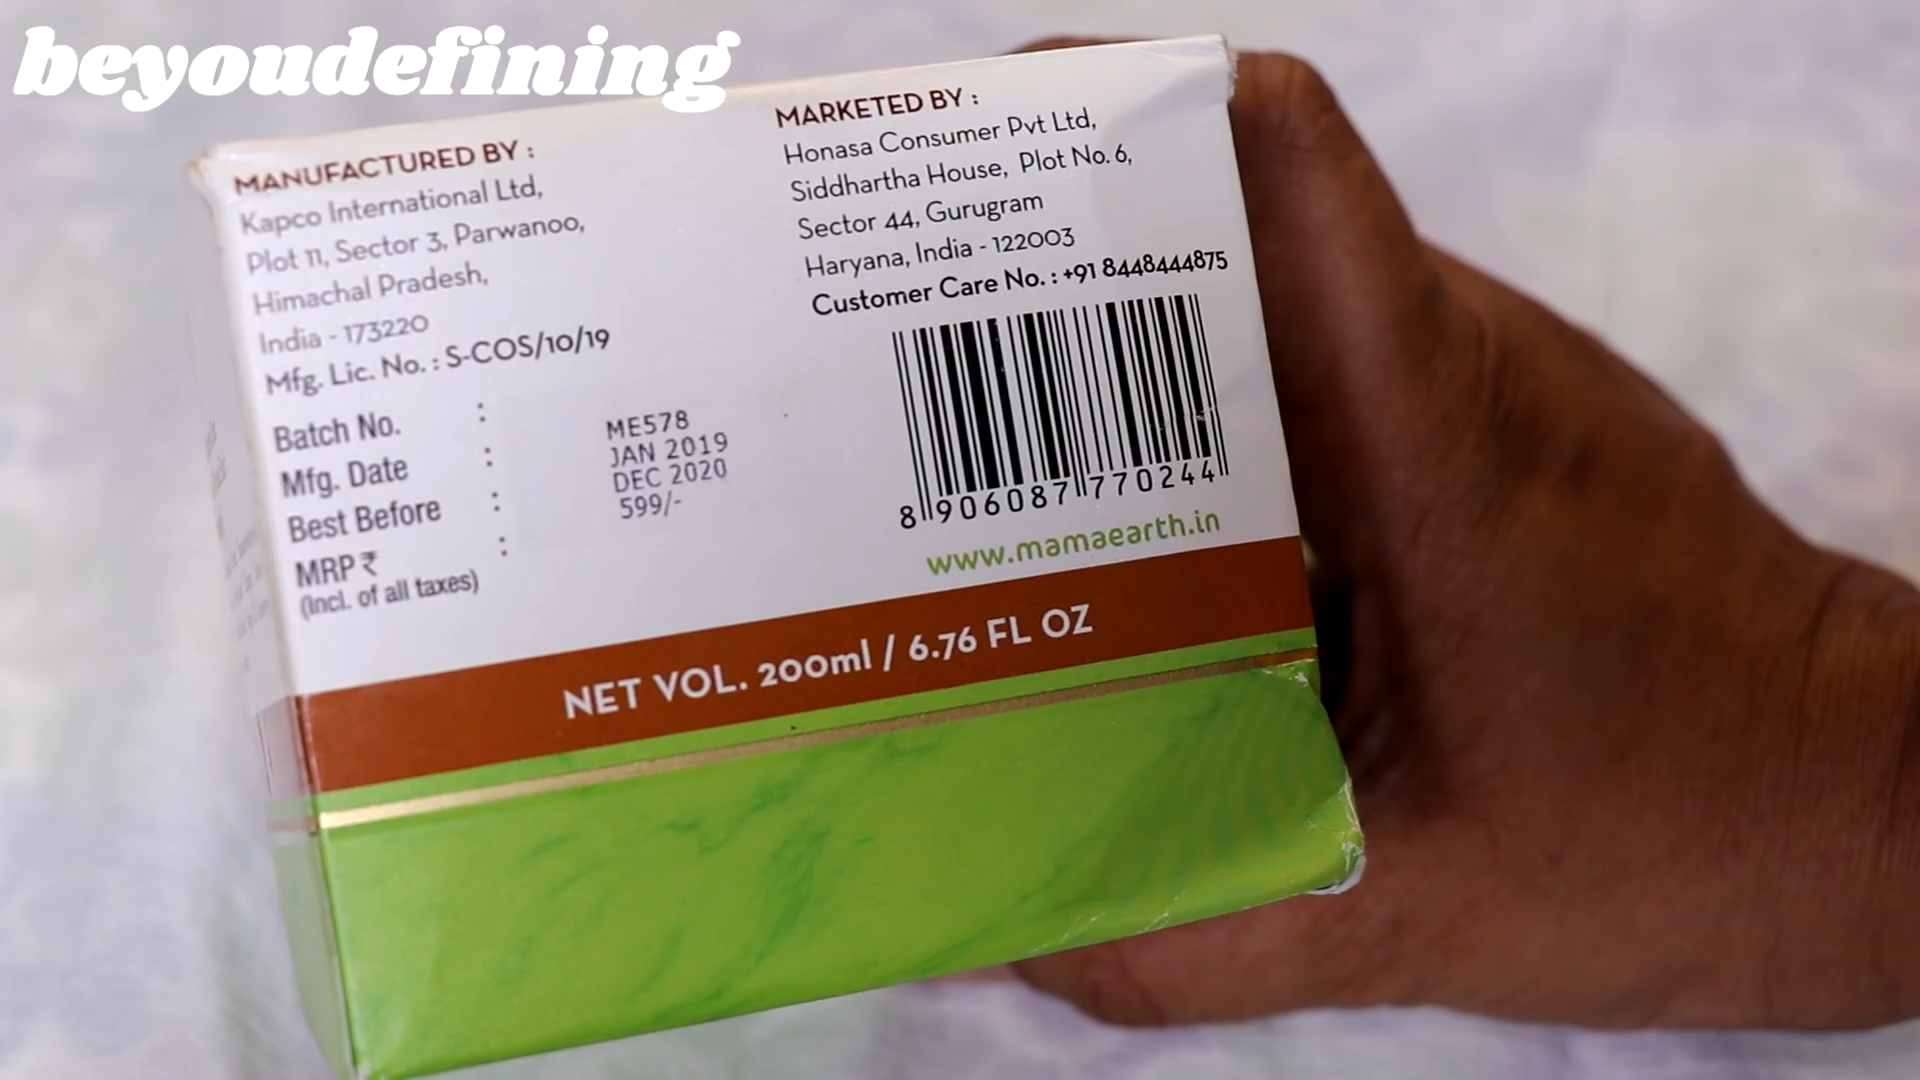 beyoudefining
MANUFACTURED BY :
Kapco International Ltd,
Plot 11, Sector 3, Parwanoo,
Himachal Pradesh,
India - 173220
Mfg. Lic. No. : S-COS/10/19
Batch No. : ME578
Mfg. Date : JAN 2019
Best Before : DEC 2020
MRP ₹ : 599/-
(Incl. of all taxes)
MARKETED BY :
Honasa Consumer Pvt Ltd,
Siddhartha House, Plot No. 6,
Sector 44, Gurugram
Haryana, India - 122003
Customer Care No. : +91 8448444875
8 906087 770244
www.mamaearth.in
NET VOL. 200ml / 6.76 FL OZ